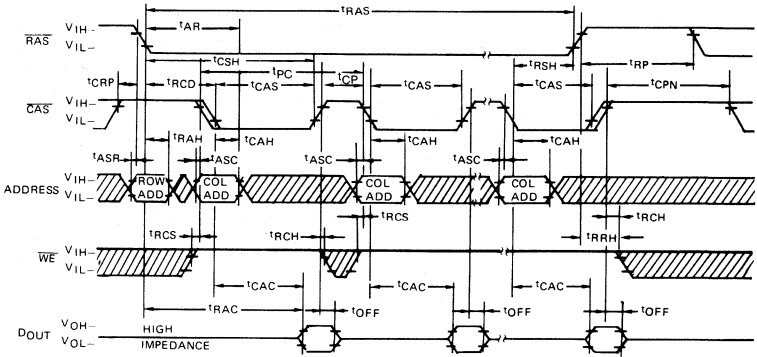 tAR
tRAS
RAS
VIH–
VIL–
tCSH
tRSH
tRP
tPC
tCP
tCRP
tRCD
tCAS
tCAS
tCAS
tCPN
CAS
VIH–
VIL–
tRAH
tCAH
tCAH
tCAH
tASR
tASC
tASC
tASC
ADDRESS
VIH–
VIL–
ROW ADD
COL ADD
COL ADD
COL ADD
tRCS
tRCH
tRCS
tRCH
tRRH
WE
VIH–
VIL–
tCAC
tCAC
tCAC
tRAC
tOFF
tOFF
tOFF
DOUT
VOH–
VOL–
HIGH
IMPEDANCE